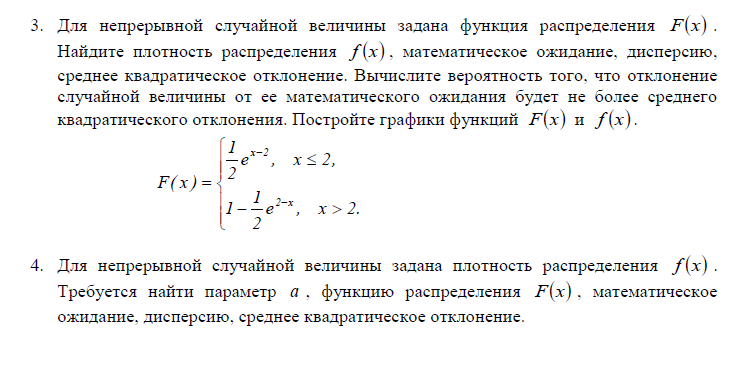 3. Для непрерывной случайной величины задана функция распределения F(x) .
Найдите плотность распределения f(x), математическое ожидание, дисперсию,
среднее квадратическое отклонение. Вычислите вероятность того, что отклонение
случайной величины от ее математического ожидания будет не более среднего
квадратического отклонения. Постройте графики функций F(x) и f(x).
F(x) = { 1/2 e^{x−2}, x ≤ 2,
1 − 1/2 e^{2−x}, x > 2.
4. Для непрерывной случайной величины задана плотность распределения f(x) .
Требуется найти параметр a , функцию распределения F(x), математическое
ожидание, дисперсию, среднее квадратическое отклонение.